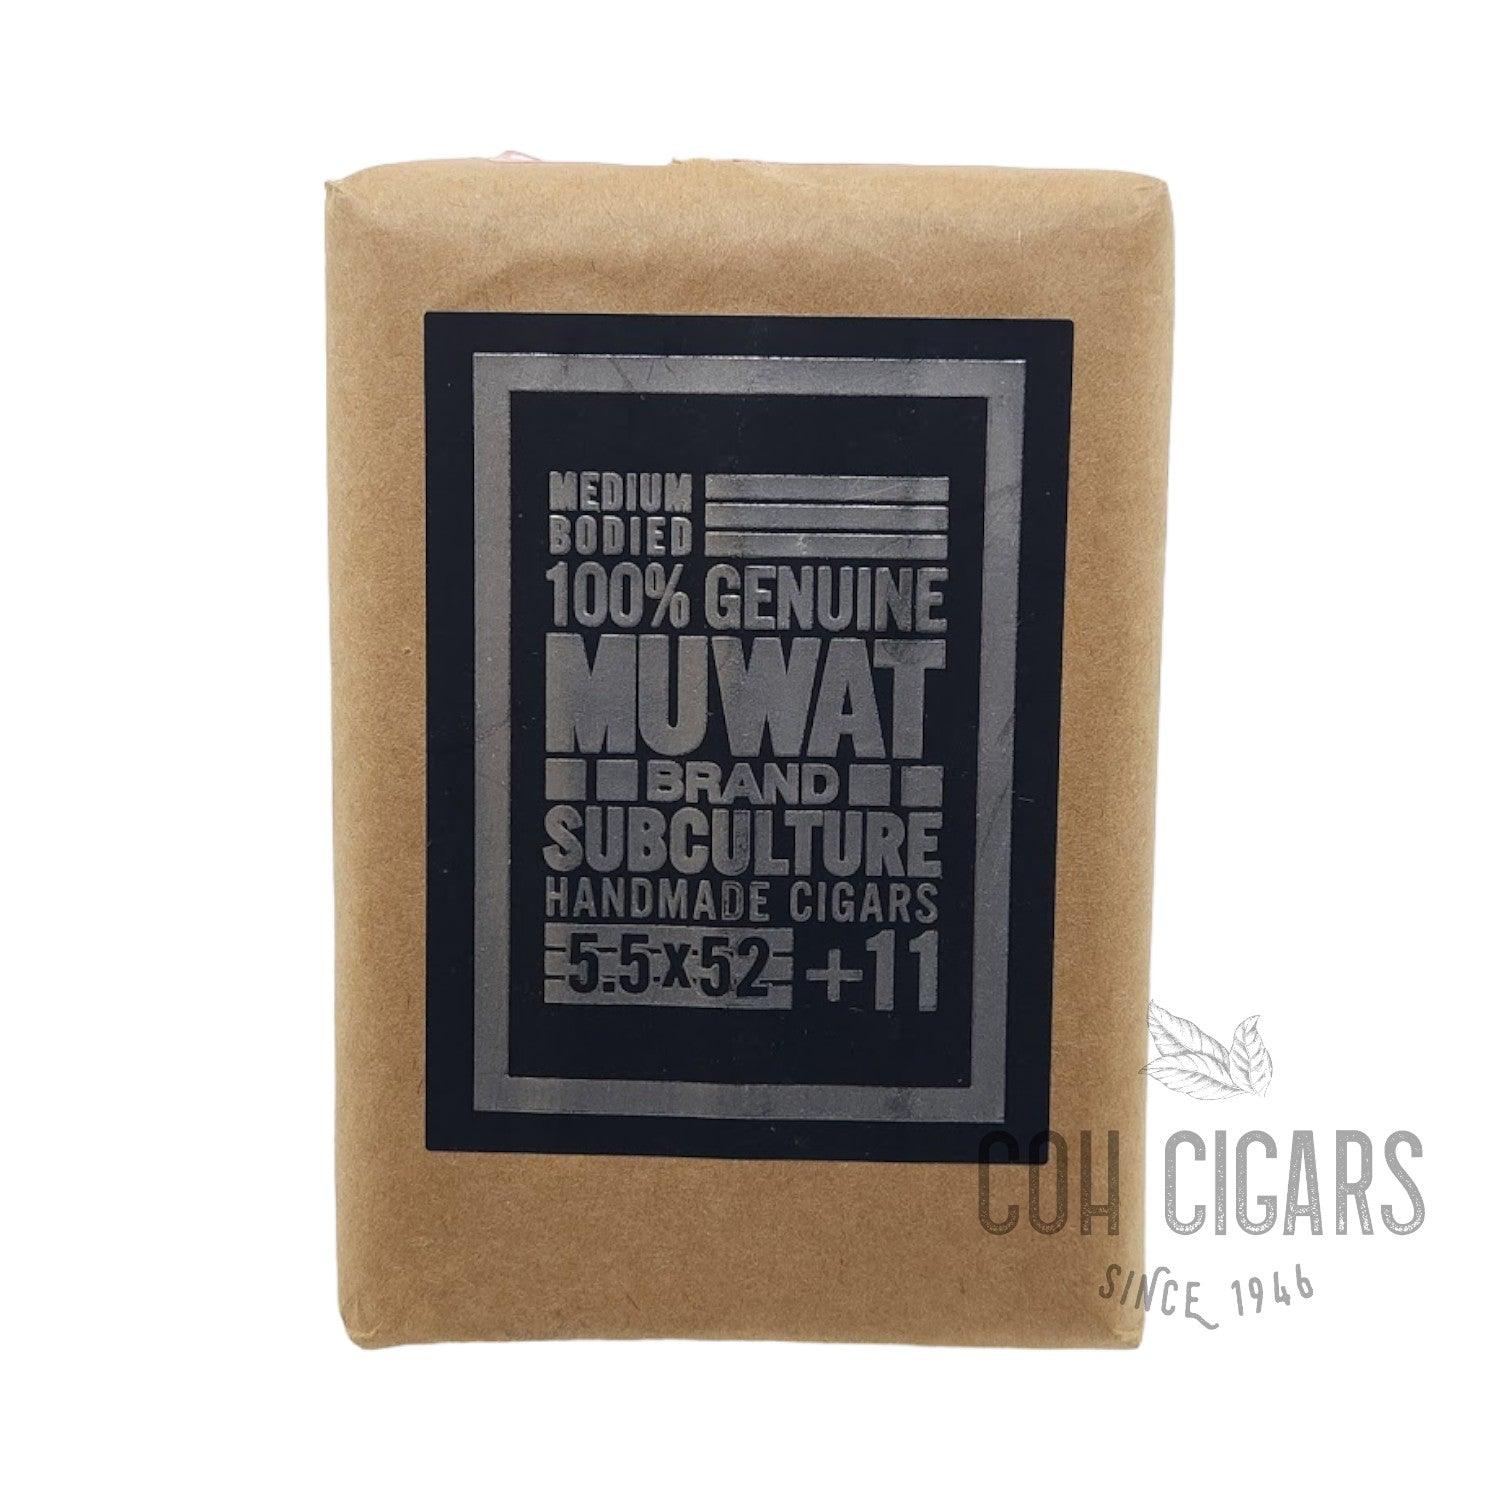 MEDIUM
BODIED
100% GENUINE
MUWAT
BRAND
SUBCULTURE
HANDMADE CIGARS
5.5x52 +11
COH CIGARS
SINCE 1946